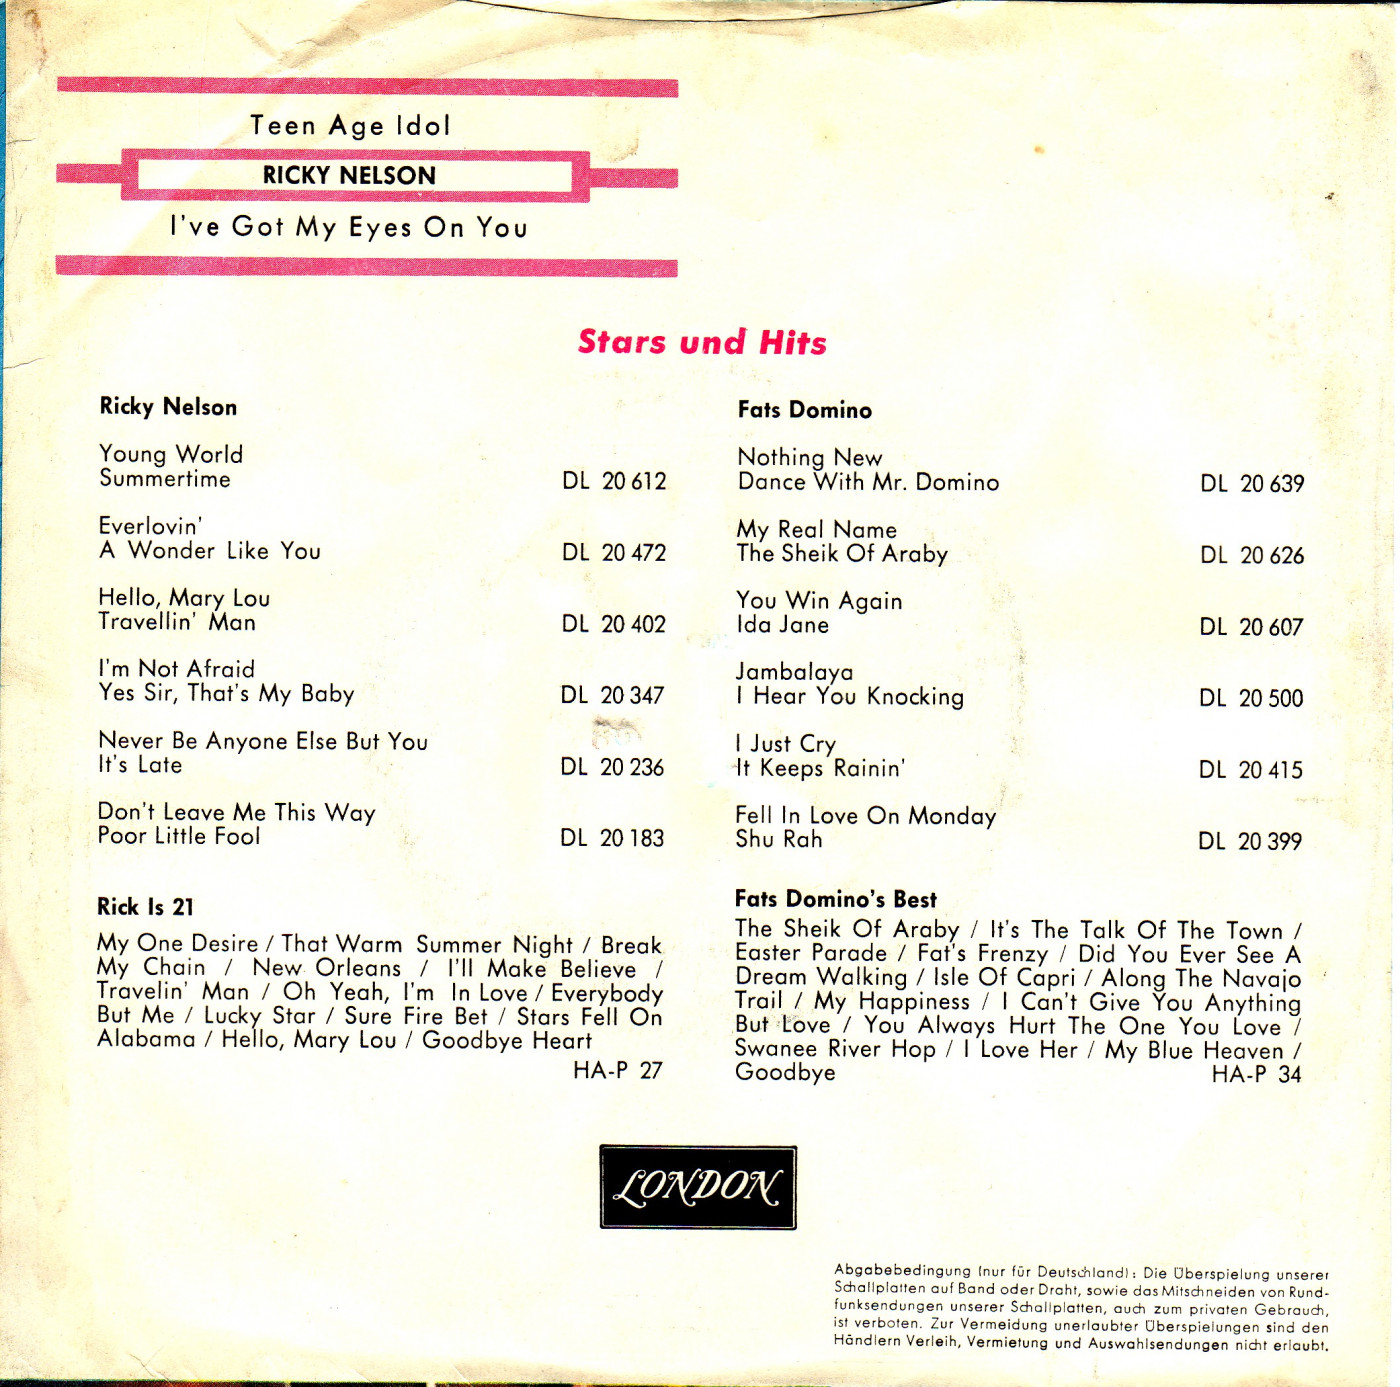 Teen Age Idol
RICKY NELSON
I've Got My Eyes On You
Stars und Hits
Ricky Nelson
Young World
Summertime DL 20 612
Everlovin'
A Wonder Like You DL 20 472
Hello, Mary Lou
Travellin' Man DL 20 402
I'm Not Afraid
Yes Sir, That's My Baby DL 20 347
Never Be Anyone Else But You
It's Late DL 20 236
Don't Leave Me This Way
Poor Little Fool DL 20 183
Rick Is 21
My One Desire / That Warm Summer Night / Break
My Chain / New Orleans / I'll Make Believe /
Travelin' Man / Oh Yeah, I'm In Love / Everybody
But Me / Lucky Star / Sure Fire Bet / Stars Fell On
Alabama / Hello, Mary Lou / Goodbye Heart
HA-P 27
Fats Domino
Nothing New
Dance With Mr. Domino DL 20 639
My Real Name
The Sheik Of Araby DL 20 626
You Win Again
Ida Jane DL 20 607
Jambalaya
I Hear You Knocking DL 20 500
I Just Cry
It Keeps Rainin' DL 20 415
Fell In Love On Monday
Shu Rah DL 20 399
Fats Domino's Best
The Sheik Of Araby / It's The Talk Of The Town /
Easter Parade / Fat's Frenzy / Did You Ever See A
Dream Walking / Isle Of Capri / Along The Navajo
Trail / My Happiness / I Can't Give You Anything
But Love / You Always Hurt The One You Love /
Swanee River Hop / I Love Her / My Blue Heaven /
Goodbye HA-P 34
LONDON
Abgabebedingung (nur für Deutschland): Die Überspielung unserer
Schallplatten auf Band oder Draht, sowie das Mitschneiden von Rund-
funksendungen unserer Schallplatten, auch zum privaten Gebrauch,
ist verboten. Zur Vermeidung unerlaubter Überspielungen sind den
Händlern Verleih, Vermietung und Auswahlsendungen nicht erlaubt.